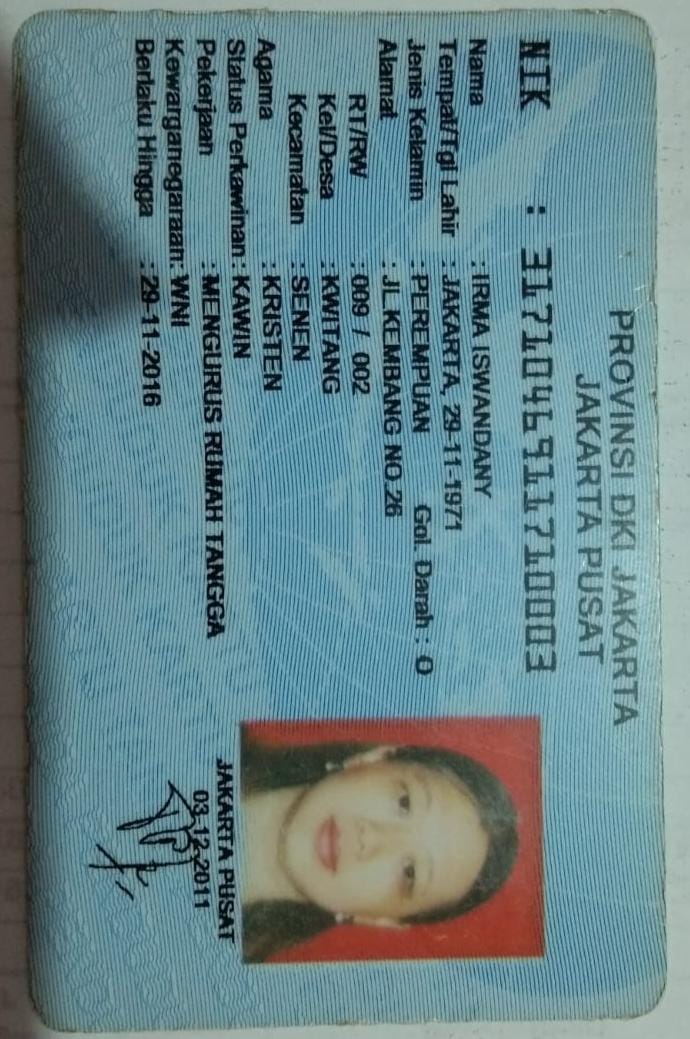 PROVINSI DKI JAKARTA
JAKARTA PUSAT
NIK : 3171046911710003
Nama : IRMA ISWANDANY
Tempat/Tgl Lahir : JAKARTA, 29-11-1971
Jenis Kelamin : PEREMPUAN Gol. Darah : O
Alamat : JL.KEMBANG NO.26
RT/RW : 009 / 002
Kel/Desa : KWITANG
Kecamatan : SENEN
Agama : KRISTEN
Status Perkawinan : KAWIN
Pekerjaan : MENGURUS RUMAH TANGGA
Kewarganegaraan: WNI
Berlaku Hingga : 29-11-2016
JAKARTA PUSAT
03-12-2011